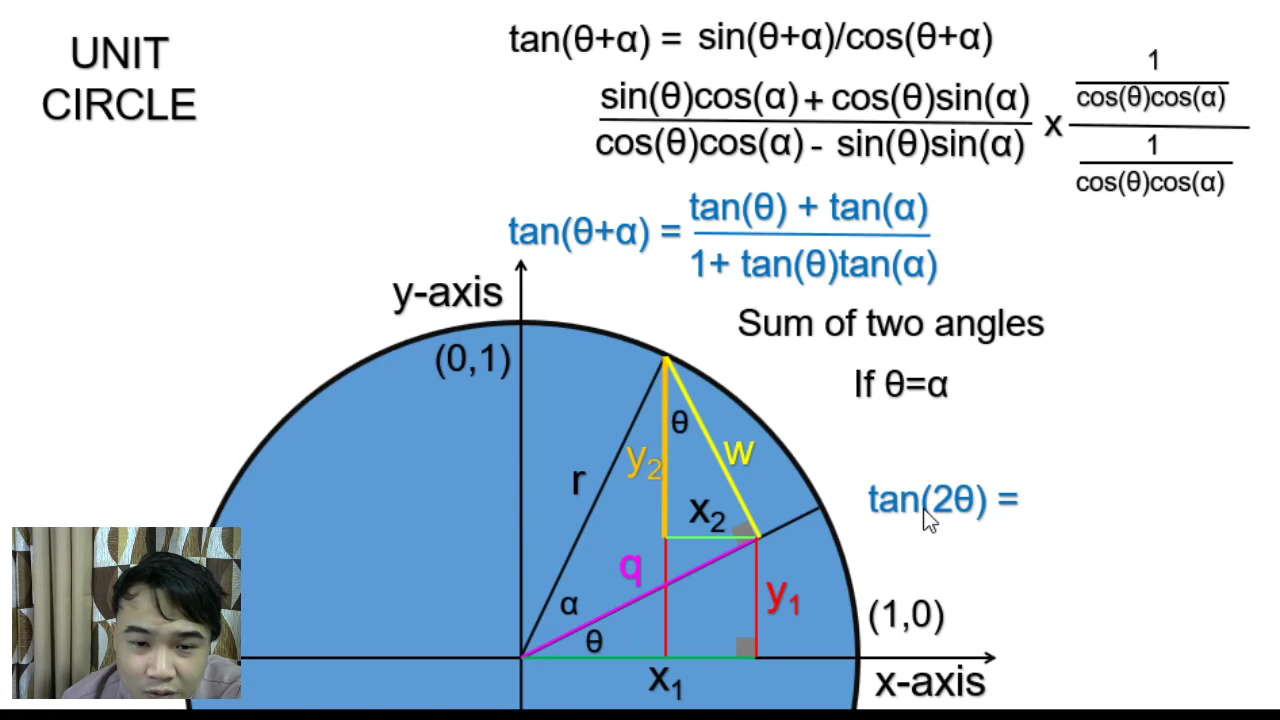 UNIT
CIRCLE
tan(θ+α) = sin(θ+α)/cos(θ+α)
sin(θ)cos(α) + cos(θ)sin(α)
cos(θ)cos(α) - sin(θ)sin(α)
x
1
cos(θ)cos(α)
1
cos(θ)cos(α)
tan(θ+α) =
tan(θ) + tan(α)
1+ tan(θ)tan(α)
y-axis
Sum of two angles
(0,1)
If θ=α
θ
y₂
w
r
tan(2θ) =
x₂
q
y₁
α
(1,0)
θ
x₁
x-axis